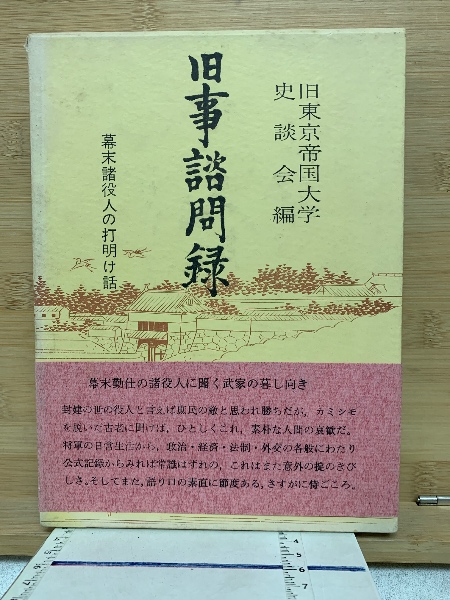 旧東京帝国大学
史談会編
旧事諮問録
幕末諸役人の打明け話
幕末勤仕の諸役人に聞く武家の暮し向き
封建の世の役人と言えば庶民の敵と思われ勝ちだが、カミシモ
を脱いだ古老に聞けば、ひとしくこれ、素朴な人間の哀歓だ。
将軍の日常生活から、政治・経済・法制・外交の各般にわたり
公式記録からみれば常識はずれの、これはまた意外の掟のきび
しさ。そしてまた、語り口の素直に節度ある。さすがに侍ごころ。
4
5
6
7